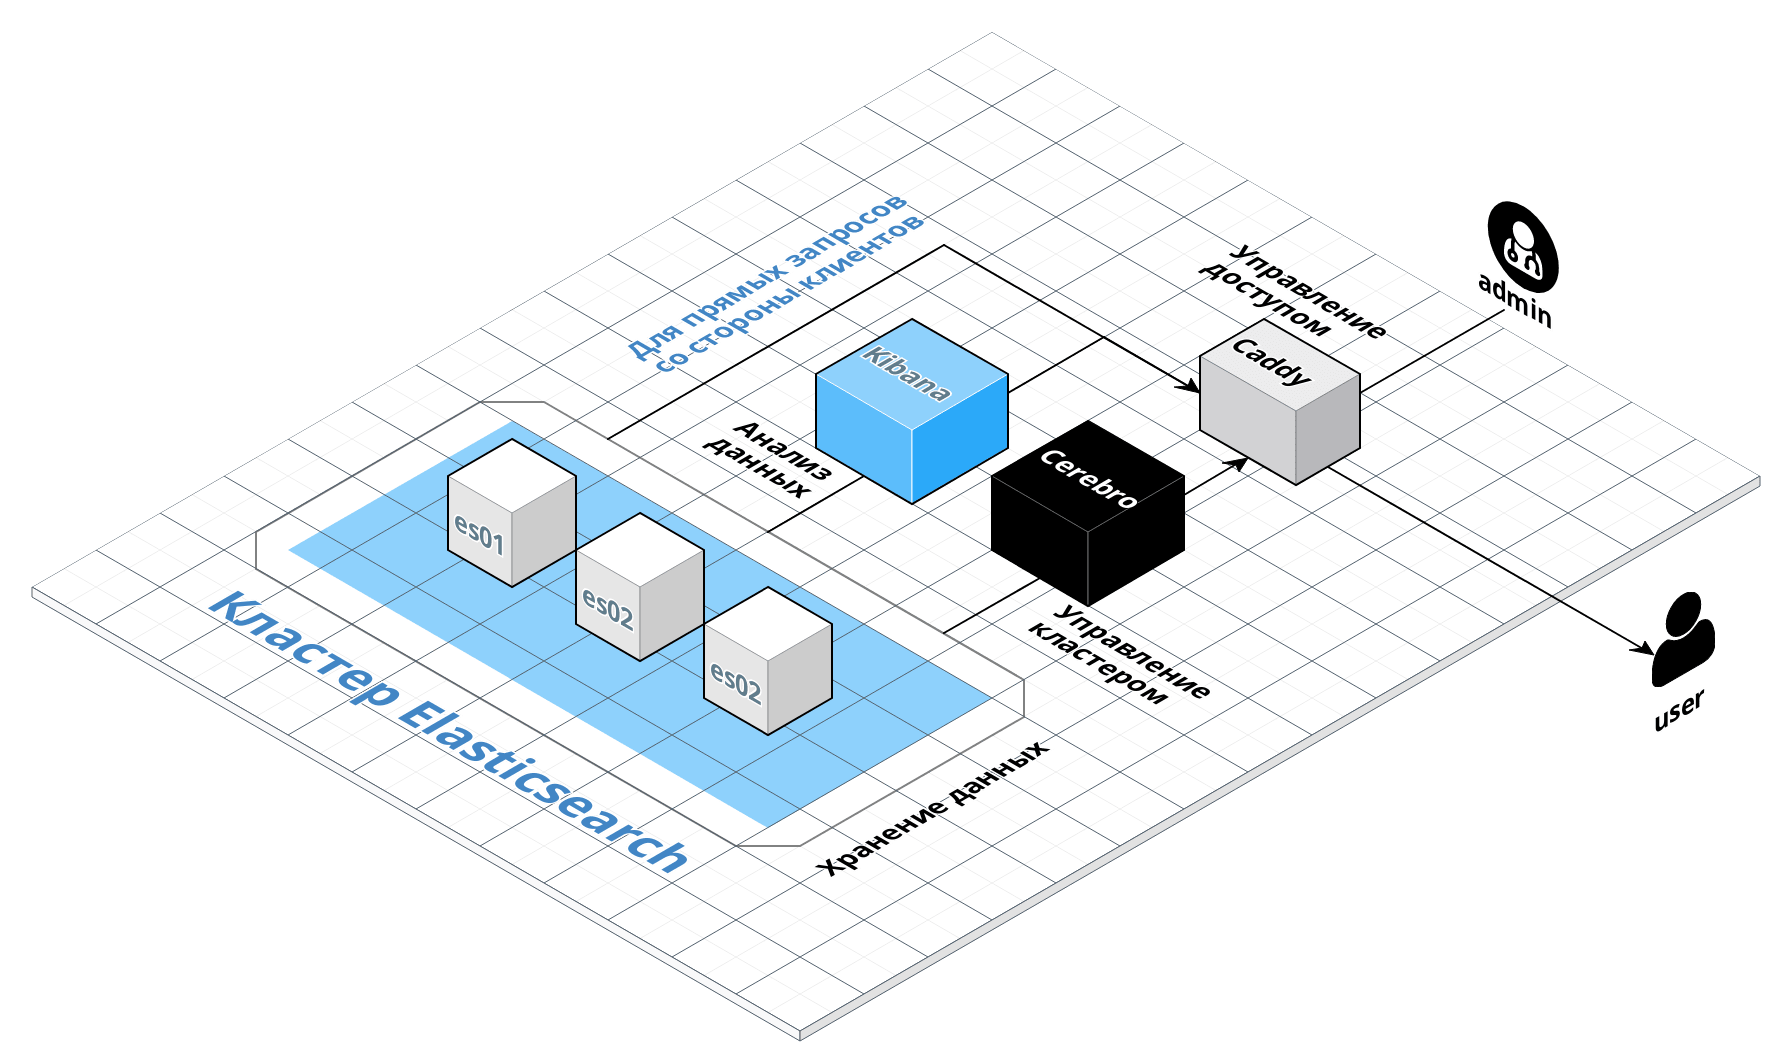 Для прямых запросов
со стороны клиентов
Управление
доступом
admin
Kibana
Caddy
Анализ
данных
Cerebro
es01
es02
es02
Управление
кластером
user
Кластер Elasticsearch
Хранение данных